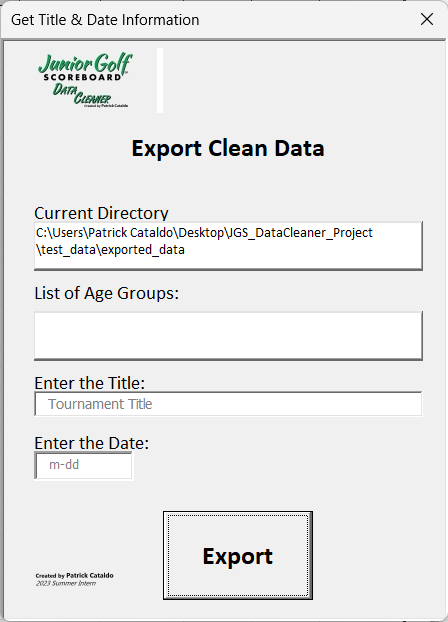 Get Title & Date Information
Junior Golf
SCOREBOARD
DATA
CLEANER
Created by Patrick Cataldo
Export Clean Data
Current Directory
C:\Users\Patrick Cataldo\Desktop\JGS_DataCleaner_Project
\test_data\exported_data
List of Age Groups:
Enter the Title:
Tournament Title
Enter the Date:
m-dd
Export
Created by Patrick Cataldo
2023 Summer Intern